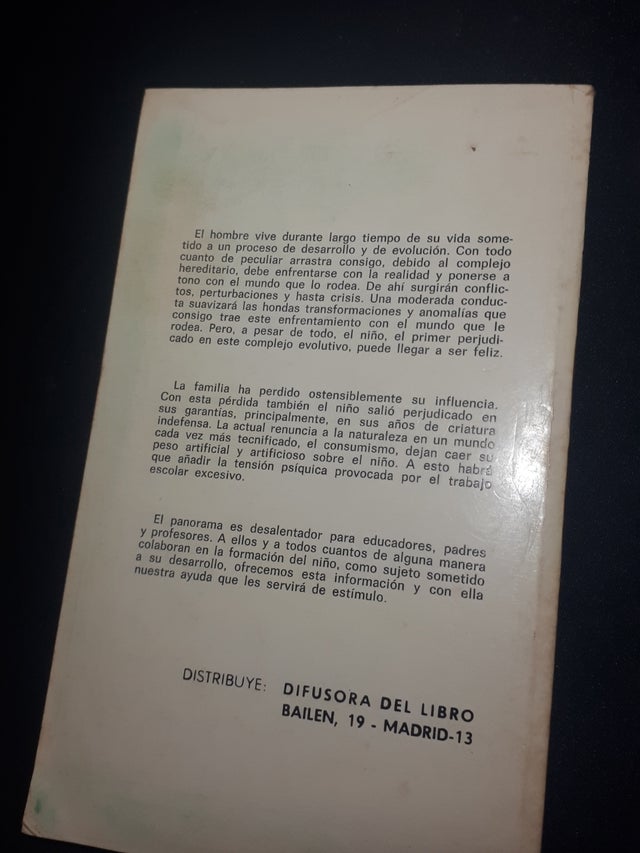 El hombre vive durante largo tiempo de su vida some-
tido a un proceso de desarrollo y de evolución. Con todo
cuanto de peculiar arrastra consigo, debido al complejo
hereditario, debe enfrentarse con la realidad y ponerse a
tono con el mundo que lo rodea. De ahí surgirán conflic-
tos, perturbaciones y hasta crisis. Una moderada conduc-
ta suavizará las hondas transformaciones y anomalías que
consigo trae este enfrentamiento con el mundo que le
rodea. Pero, a pesar de todo, el niño, el primer perjudi-
cado en este complejo evolutivo, puede llegar a ser feliz.
La familia ha perdido ostensiblemente su influencia.
Con esta pérdida también el niño salió perjudicado en
sus garantías, principalmente, en sus años de criatura
indefensa. La actual renuncia a la naturaleza en un mundo
cada vez más tecnificado, el consumismo, dejan caer su
peso artificial y artificioso sobre el niño. A esto habrá
que añadir la tensión psíquica provocada por el trabajo
escolar excesivo.
El panorama es desalentador para educadores, padres
y profesores. A ellos y a todos cuantos de alguna manera
colaboran en la formación del niño, como sujeto sometido
a su desarrollo, ofrecemos esta información y con ella
nuestra ayuda que les servirá de estímulo.
DISTRIBUYE: DIFUSORA DEL LIBRO
BAILEN, 19 - MADRID-13